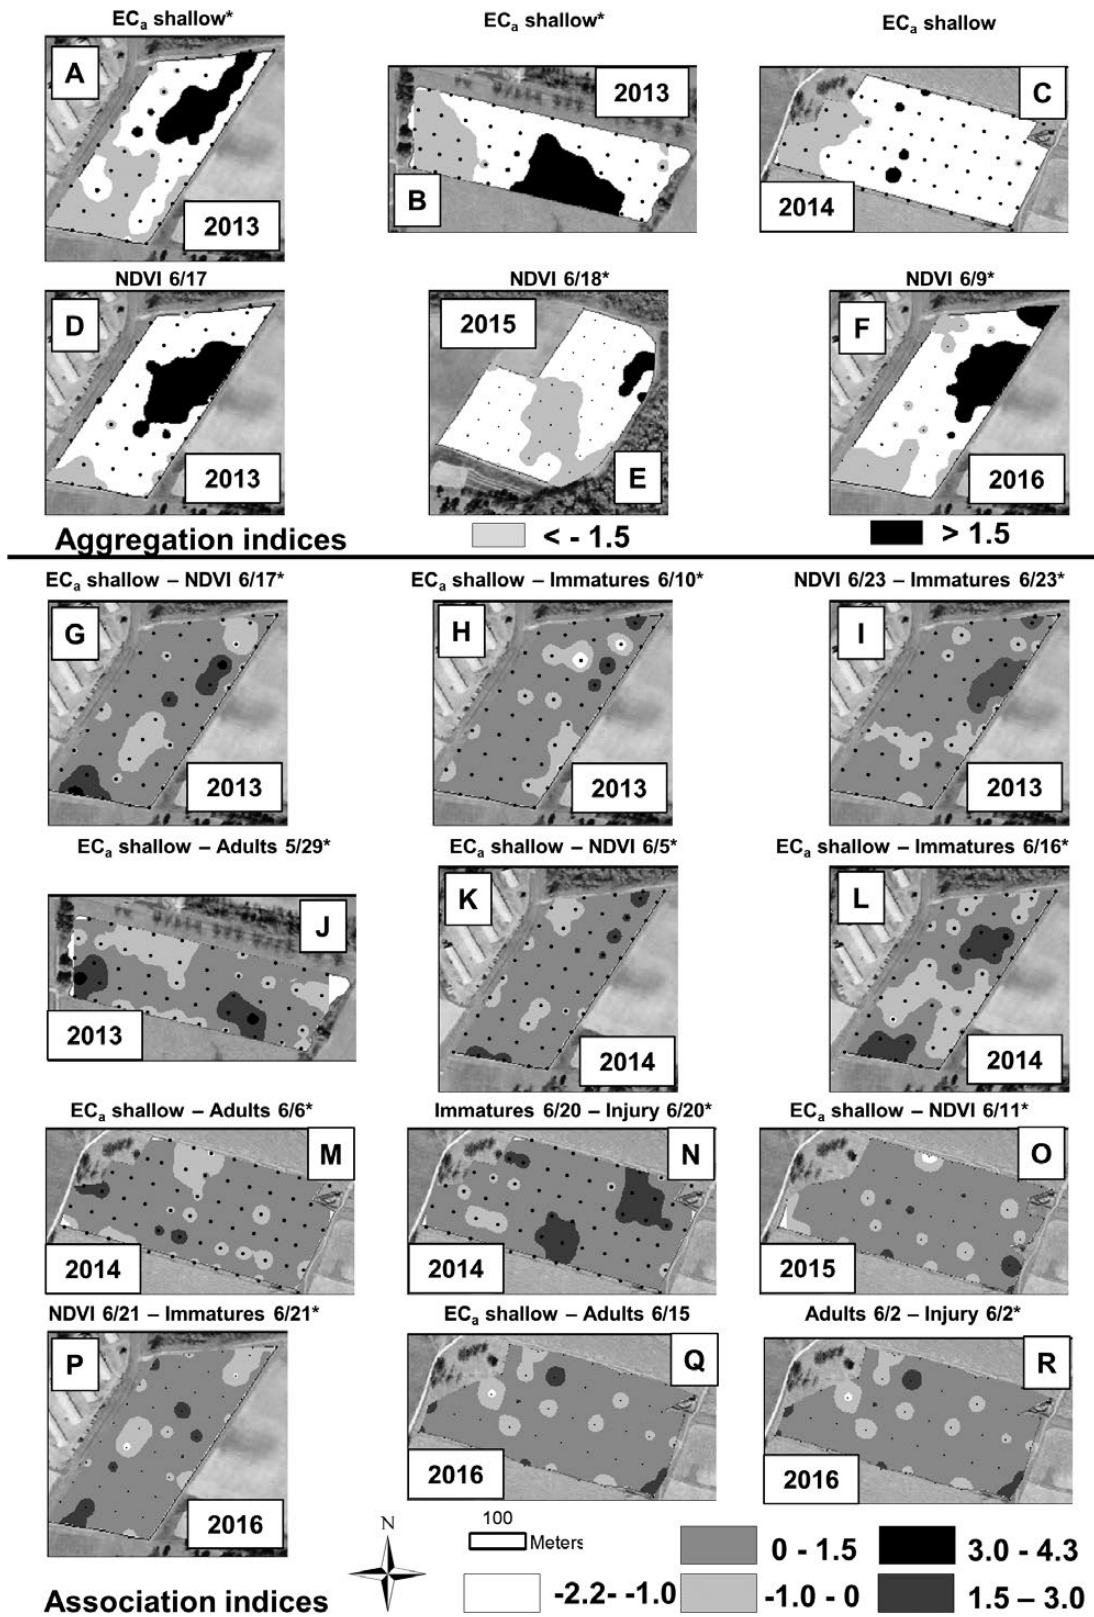 ECa shallow* ECa shallow* ECa shallow
A 2013
B 2013
C 2014
NDVI 6/17 NDVI 6/18* NDVI 6/9*
D 2013
2015 E
F 2016
Aggregation indices < - 1.5 > 1.5
ECa shallow – NDVI 6/17* ECa shallow – Immatures 6/10* NDVI 6/23 – Immatures 6/23*
G 2013
H 2013
I 2013
ECa shallow – Adults 5/29* ECa shallow – NDVI 6/5* ECa shallow – Immatures 6/16*
J 2013
K 2014
L 2014
ECa shallow – Adults 6/6* Immatures 6/20 – Injury 6/20* ECa shallow – NDVI 6/11*
M 2014
N 2014
O 2015
NDVI 6/21 – Immatures 6/21* ECa shallow – Adults 6/15 Adults 6/2 – Injury 6/2*
P 2016
Q 2016
R 2016
N
100
Meters
0 - 1.5 3.0 - 4.3
-2.2- -1.0 -1.0 - 0 1.5 – 3.0
Association indices